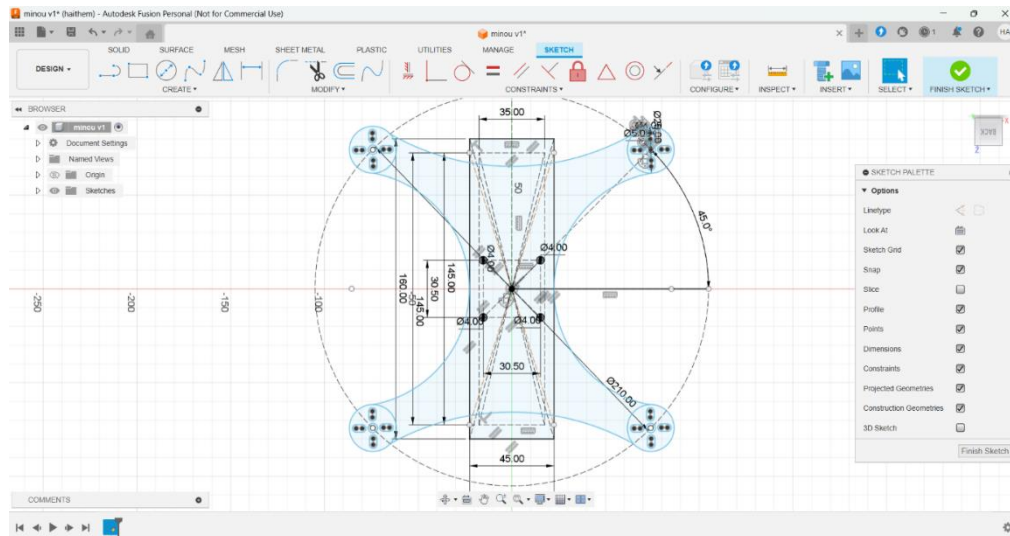 minou v1* (haithem) - Autodesk Fusion Personal (Not for Commercial Use)
minou v1*
1
HA
SOLID SURFACE MESH SHEET METAL PLASTIC UTILITIES MANAGE SKETCH
DESIGN
CREATE MODIFY CONSTRAINTS CONFIGURE INSPECT INSERT SELECT FINISH SKETCH
BROWSER
minou v1
Document Settings
Named Views
Origin
Sketches
-250
-200
-150
-100
35.00
Ø5.0
50
45.0°
Ø4.00
Ø4.00
160.00
145.00
30.50
145.00
-50
Ø4.00
Ø4.00
30.50
Ø210.00
45.00
BACK
X
Z
SKETCH PALETTE
Options
Linetype
Look At
Sketch Grid
Snap
Slice
Profile
Points
Dimensions
Constraints
Projected Geometries
Construction Geometries
3D Sketch
Finish Sketch
COMMENTS